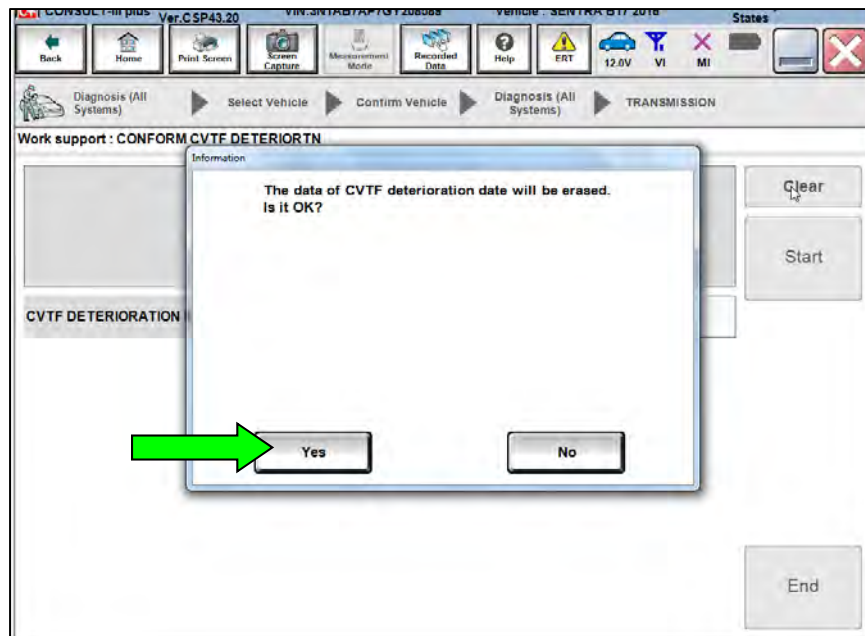 CONSULT-III plus Ver.CSP43.20 Vehicle : SENTRA B17 2016 States
Back Home Print Screen Screen Capture Measurement Mode Recorded Data Help ERT 12.0V VI MI
Diagnosis (All Systems) Select Vehicle Confirm Vehicle Diagnosis (All Systems) TRANSMISSION
Work support : CONFORM CVTF DETERIORTN
Information
The data of CVTF deterioration date will be erased.
Is it OK?
Clear
Start
CVTF DETERIORATION
Yes No
End